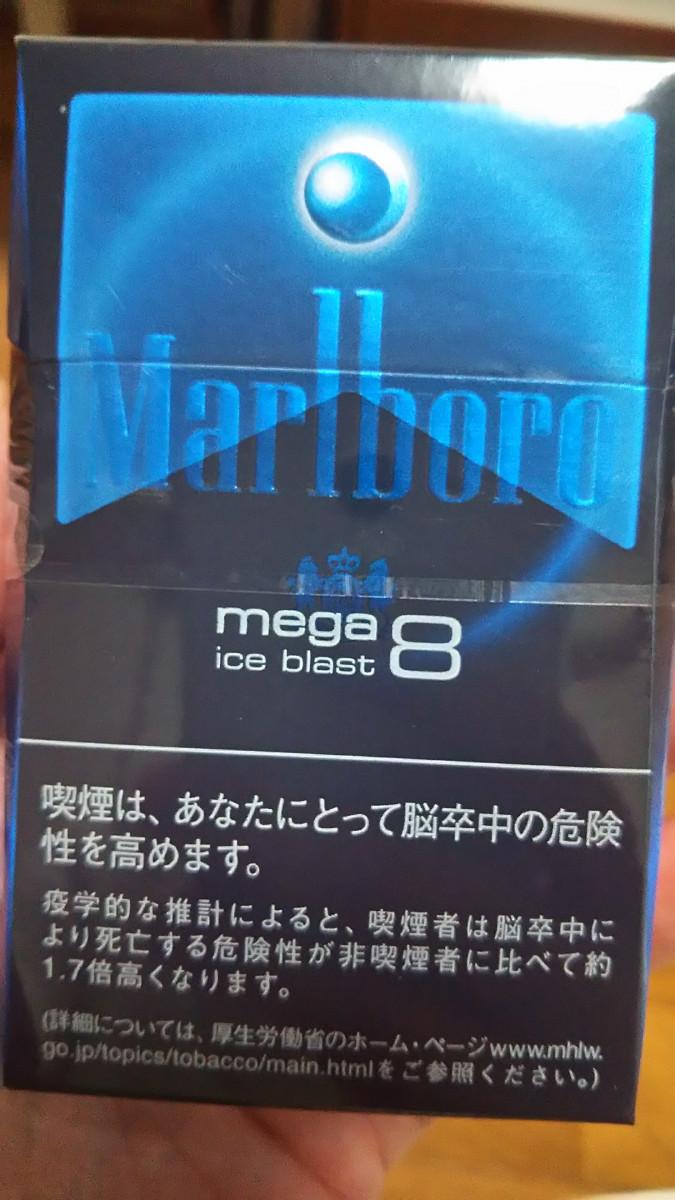 Marlboro
mega 8
ice blast
喫煙は、あなたにとって脳卒中の危険
性を高めます。
疫学的な推計によると、喫煙者は脳卒中に
より死亡する危険性が非喫煙者に比べて約
1.7倍高くなります。
(詳細については、厚生労働省のホーム・ページwww.mhlw.
go.jp/topics/tobacco/main.htmlをご参照ください。)